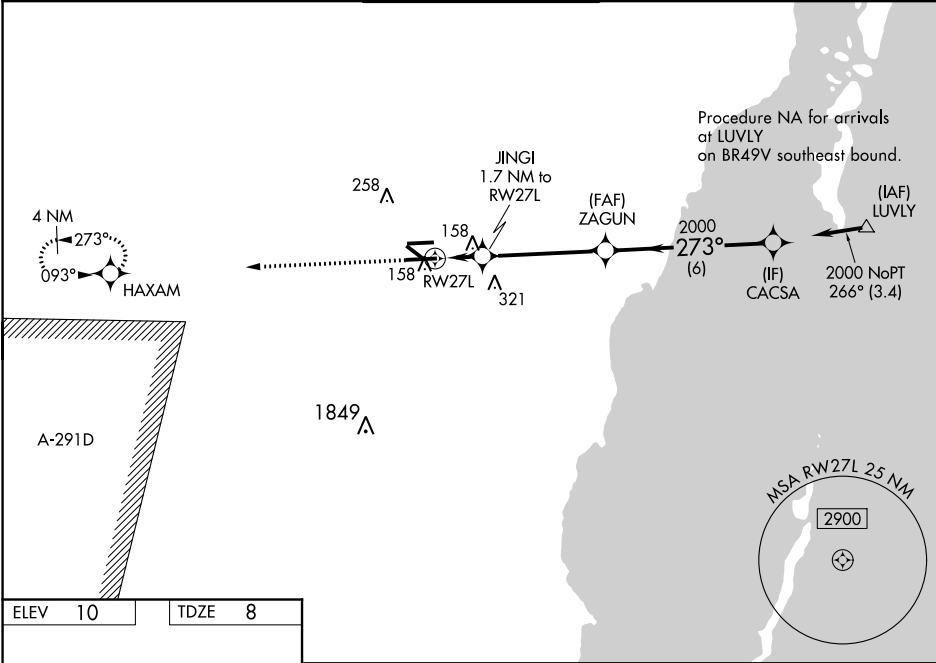 Procedure NA for arrivals
at LUVLY
on BR49V southeast bound.
JINGI
1.7 NM to
RW27L
(IAF)
LUVLY
(FAF)
ZAGUN
258
4 NM
273°
093°
HAXAM
158
158
RW27L
321
2000
273°
(6)
(IF)
CACSA
2000 NoPT
266° (3.4)
1849
A-291D
MSA RW27L 25 NM
2900
ELEV 10
TDZE 8